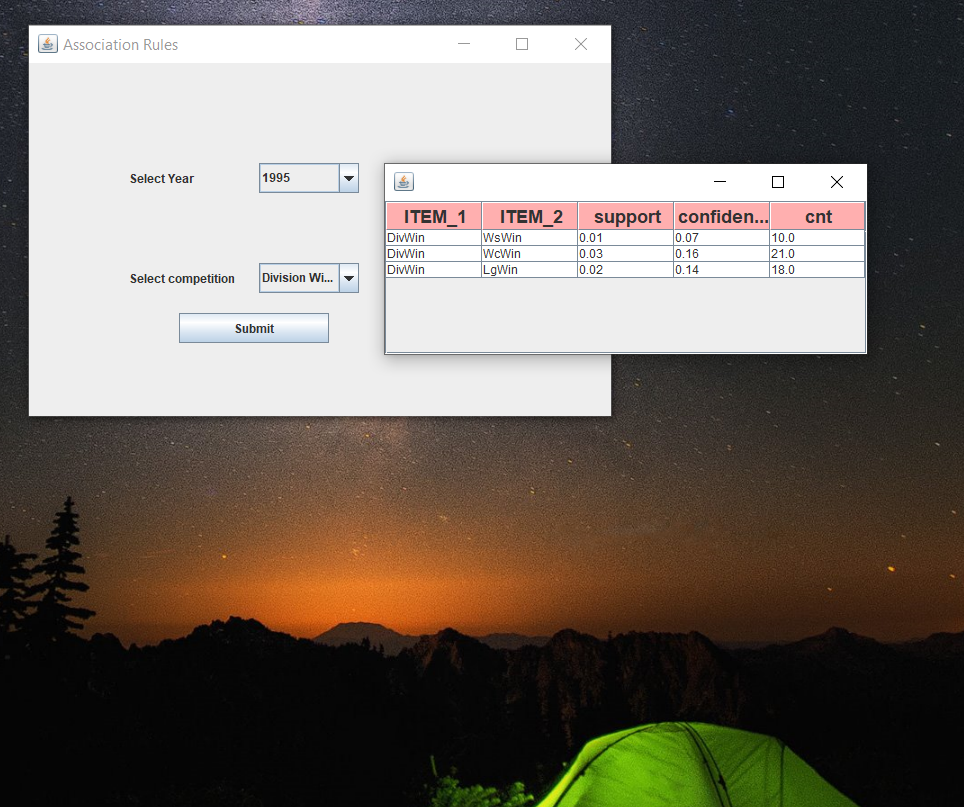 Association Rules
Select Year 1995
ITEM_1 ITEM_2 support confiden... cnt
DivWin WsWin 0.01 0.07 10.0
DivWin WcWin 0.03 0.16 21.0
DivWin LgWin 0.02 0.14 18.0
Select competition Division Wi...
Submit